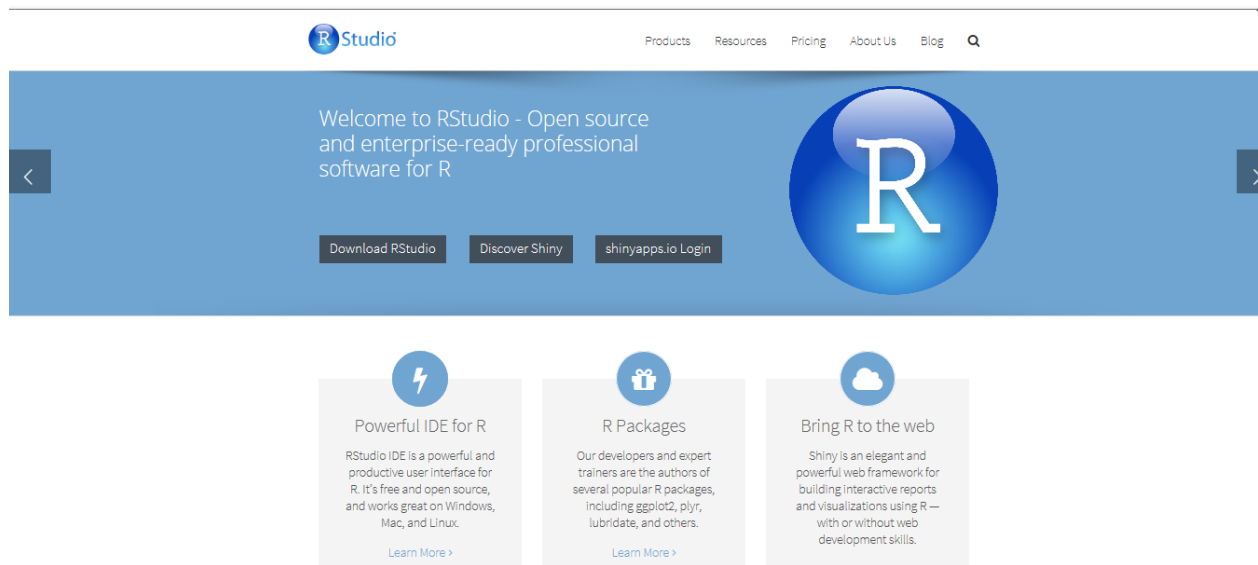 R Studio
Products Resources Pricing About Us Blog
Welcome to RStudio - Open source
and enterprise-ready professional
software for R
R
Download RStudio Discover Shiny shinyapps.io Login
Powerful IDE for R
RStudio IDE is a powerful and
productive user interface for
R. It's free and open source,
and works great on Windows,
Mac, and Linux.
Learn More >
R Packages
Our developers and expert
trainers are the authors of
several popular R packages,
including ggplot2, plyr,
lubridate, and others.
Learn More >
Bring R to the web
Shiny is an elegant and
powerful web framework for
building interactive reports
and visualizations using R —
with or without web
development skills.